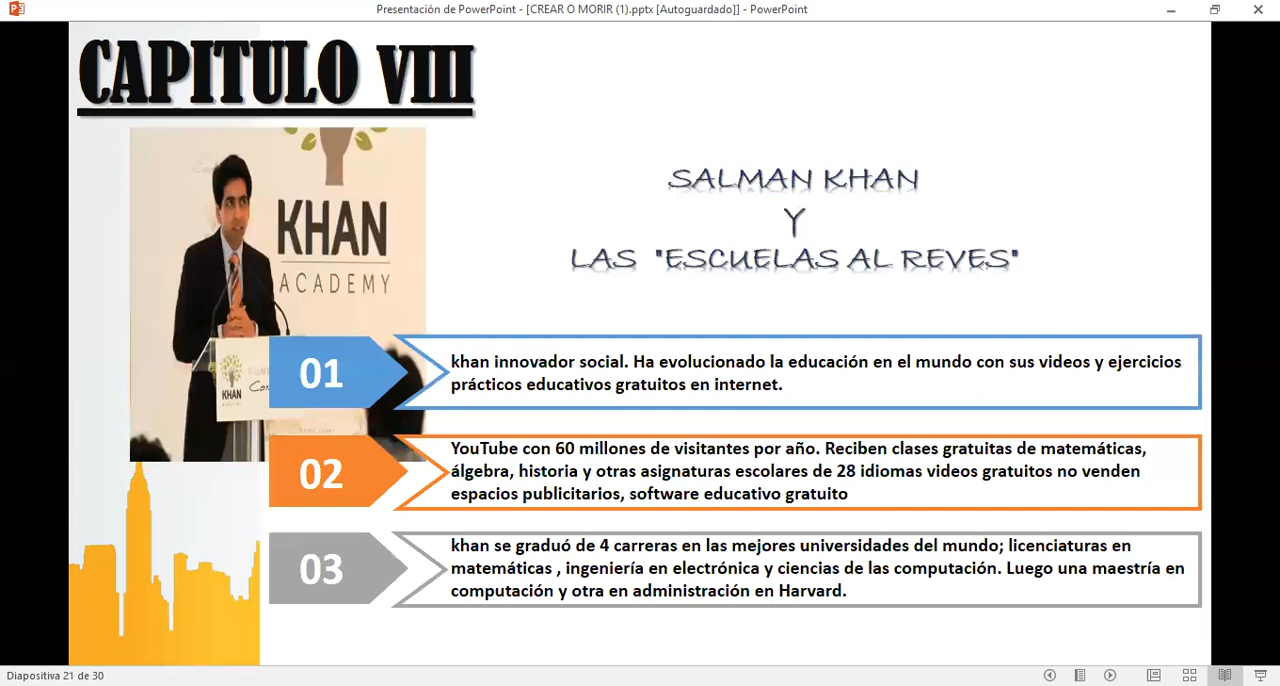 Presentación de PowerPoint - [CREAR O MORIR (1).pptx [Autoguardado]] - PowerPoint
CAPITULO VIII
KHAN
ACADEMY
KHAN
SALMAN KHAN
Y
LAS "ESCUELAS AL REVES"
01
khan innovador social. Ha evolucionado la educación en el mundo con sus videos y ejercicios
prácticos educativos gratuitos en internet.
02
YouTube con 60 millones de visitantes por año. Reciben clases gratuitas de matemáticas,
álgebra, historia y otras asignaturas escolares de 28 idiomas videos gratuitos no venden
espacios publicitarios, software educativo gratuito
03
khan se graduó de 4 carreras en las mejores universidades del mundo; licenciaturas en
matemáticas , ingeniería en electrónica y ciencias de las computación. Luego una maestría en
computación y otra en administración en Harvard.
Diapositiva 21 de 30